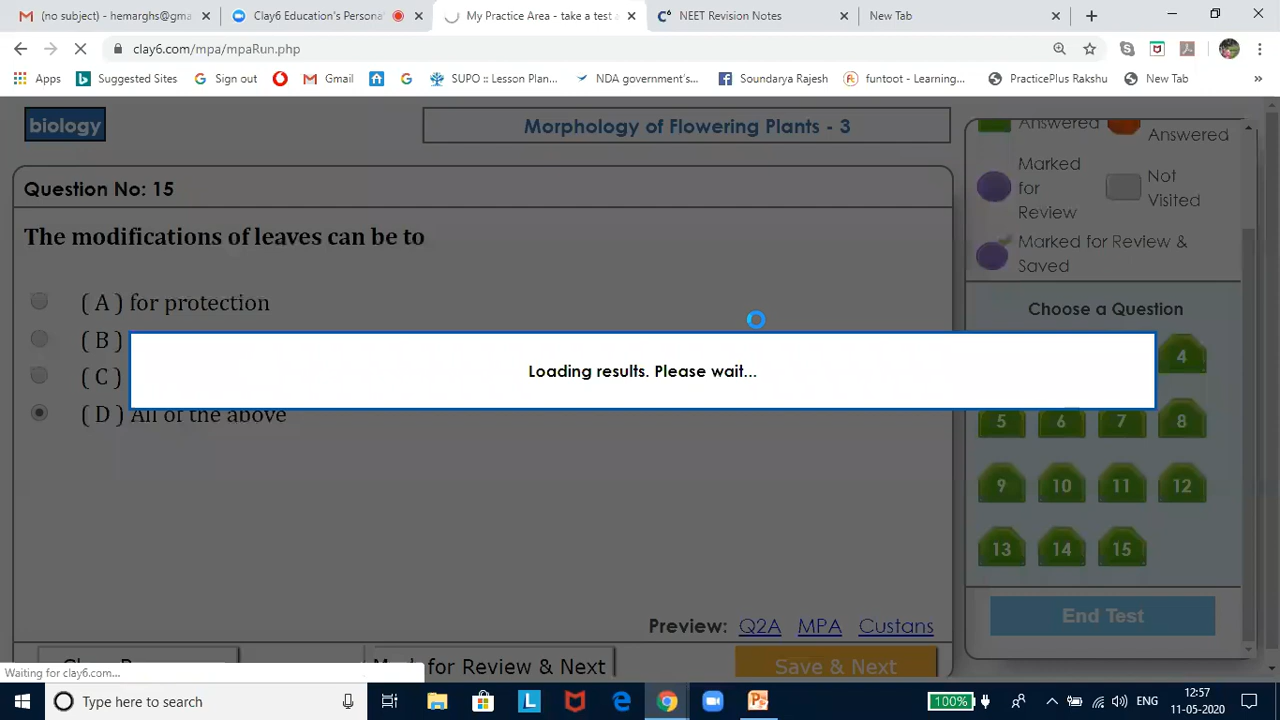 (no subject) - hemarghs@gma
Clay6 Education's Persona
My Practice Area - take a test a
NEET Revision Notes
New Tab
clay6.com/mpa/mpaRun.php
Apps
Suggested Sites
Sign out
Gmail
SUPO :: Lesson Plan...
NDA government's...
Soundarya Rajesh
funtoot - Learning...
PracticePlus Rakshu
New Tab
»
biology
Morphology of Flowering Plants - 3
Answered
Answered
Marked for Review
Not Visited
Marked for Review & Saved
Question No: 15
The modifications of leaves can be to
( A ) for protection
( B )
( C )
( D ) All of the above
Loading results. Please wait...
Choose a Question
4
5 6 7 8
9 10 11 12
13 14 15
End Test
Preview: Q2A MPA Custans
for Review & Next
Save & Next
Waiting for clay6.com...
Type here to search
L
100%
ENG
12:57
11-05-2020